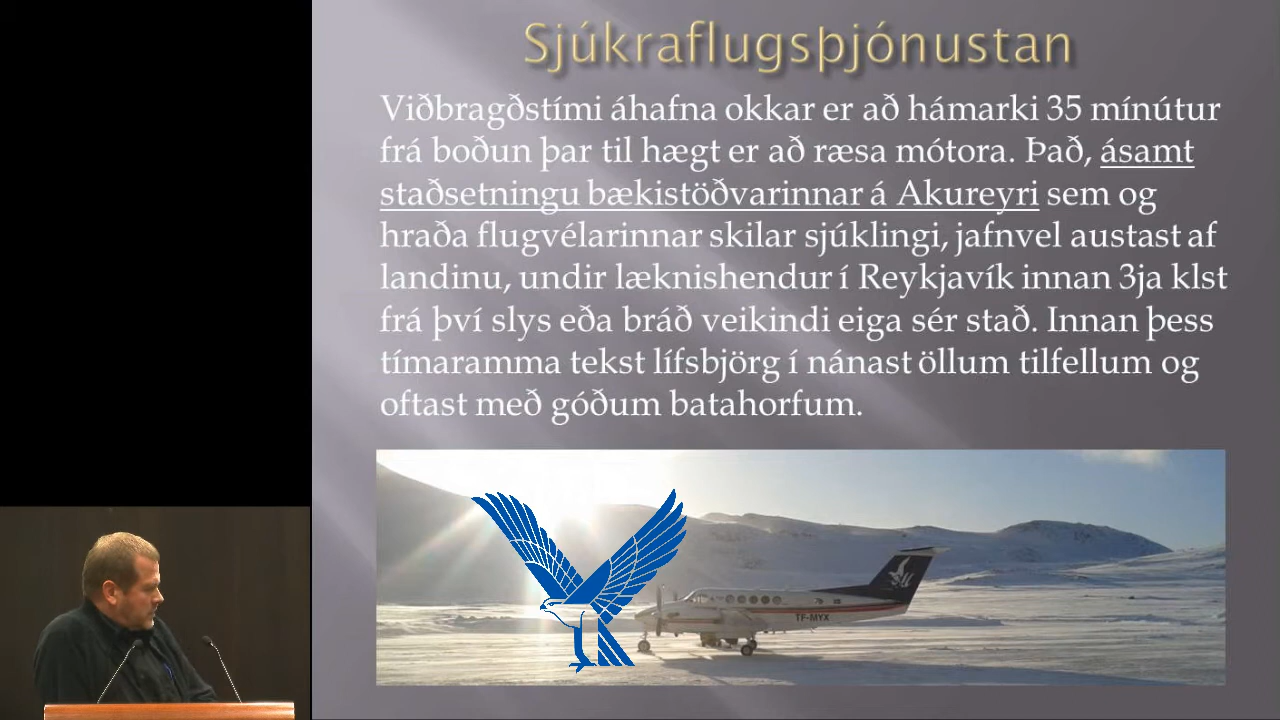 Sjúkraflugsþjónustan
Viðbragðstími áhafna okkar er að hámarki 35 mínútur
frá boðun þar til hægt er að ræsa mótora. Það, ásamt
staðsetningu bækistöðvarinnar á Akureyri sem og
hraða flugvélarinnar skilar sjúklingi, jafnvel austast af
landinu, undir læknishendur í Reykjavík innan 3ja klst
frá því slys eða bráð veikindi eiga sér stað. Innan þess
tímaramma tekst lífsbjörg í nánast öllum tilfellum og
oftast með góðum batahorfum.
TF-MYX